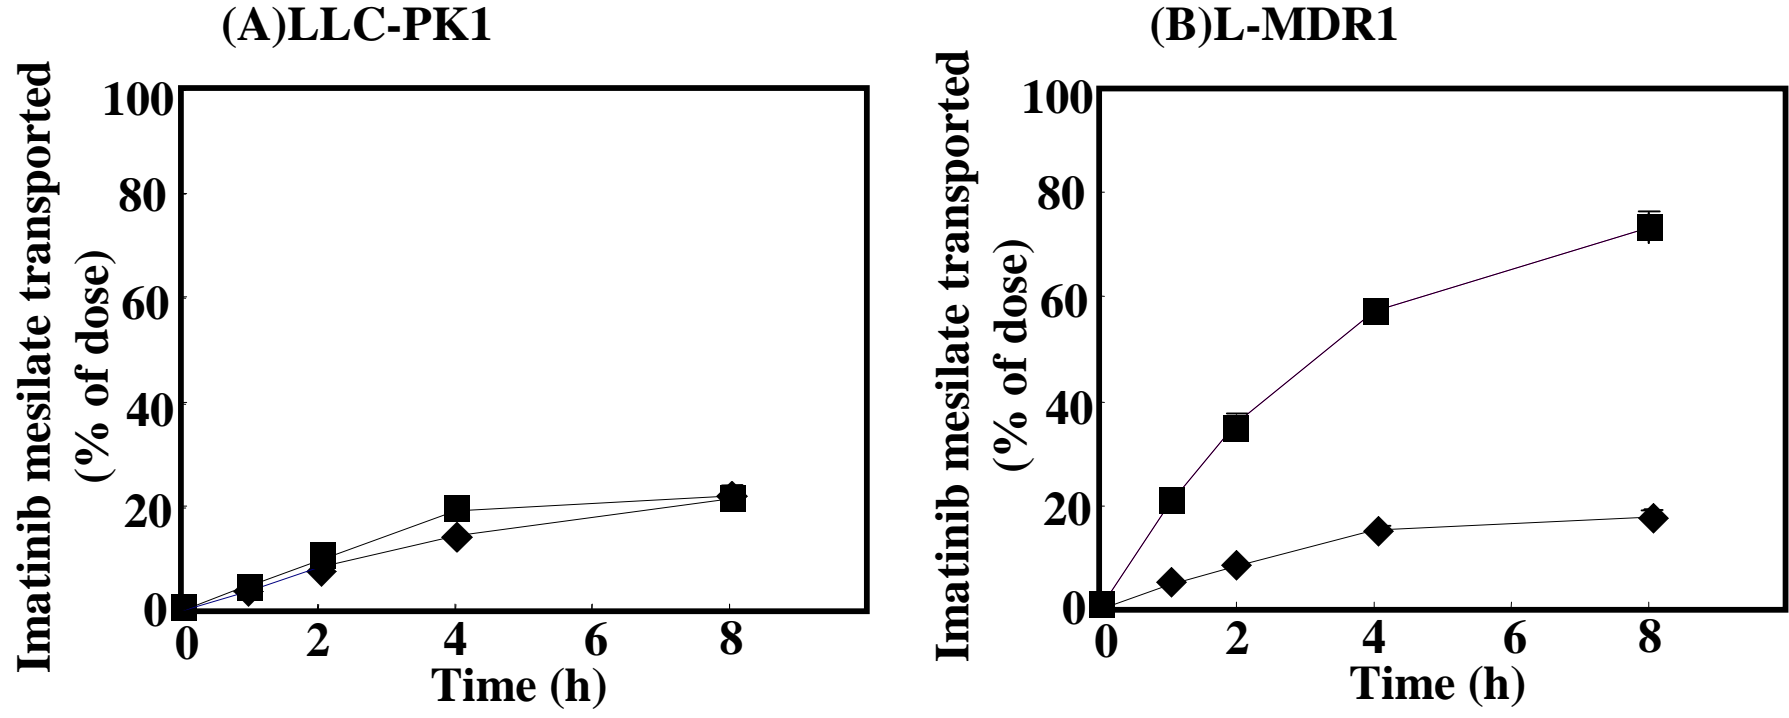 (A)LLC-PK1
Imatinib mesilate transported
(% of dose)
100
80
60
40
20
0
0 2 4 6 8
Time (h)
(B)L-MDR1
Imatinib mesilate transported
(% of dose)
100
80
60
40
20
0
0 2 4 6 8
Time (h)